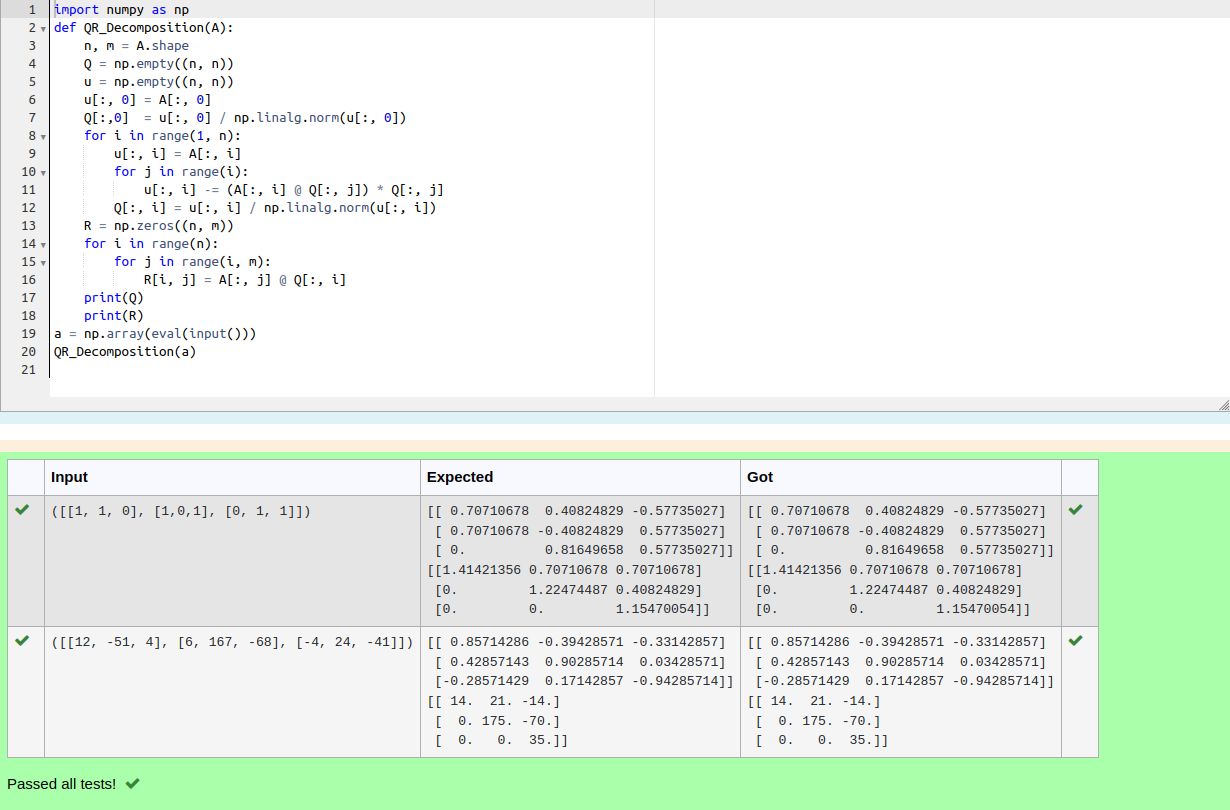 1 import numpy as np
2 def QR_Decomposition(A):
3     n, m = A.shape
4     Q = np.empty((n, n))
5     u = np.empty((n, n))
6     u[:, 0] = A[:, 0]
7     Q[:,0]  = u[:, 0] / np.linalg.norm(u[:, 0])
8     for i in range(1, n):
9         u[:, i] = A[:, i]
10         for j in range(i):
11             u[:, i] -= (A[:, i] @ Q[:, j]) * Q[:, j]
12         Q[:, i] = u[:, i] / np.linalg.norm(u[:, i])
13     R = np.zeros((n, m))
14     for i in range(n):
15         for j in range(i, m):
16             R[i, j] = A[:, j] @ Q[:, i]
17     print(Q)
18     print(R)
19 a = np.array(eval(input()))
20 QR_Decomposition(a)
21
Input Expected Got
([[1, 1, 0], [1,0,1], [0, 1, 1]]) [[ 0.70710678  0.40824829 -0.57735027] [[ 0.70710678  0.40824829 -0.57735027]
[ 0.70710678 -0.40824829  0.57735027] [ 0.70710678 -0.40824829  0.57735027]
[ 0.          0.81649658  0.57735027]] [ 0.          0.81649658  0.57735027]]
[[1.41421356 0.70710678 0.70710678] [[1.41421356 0.70710678 0.70710678]
[0.         1.22474487 0.40824829] [0.         1.22474487 0.40824829]
[0.         0.         1.15470054]] [0.         0.         1.15470054]]
([[12, -51, 4], [6, 167, -68], [-4, 24, -41]]) [[ 0.85714286 -0.39428571 -0.33142857] [[ 0.85714286 -0.39428571 -0.33142857]
[ 0.42857143  0.90285714  0.03428571] [ 0.42857143  0.90285714  0.03428571]
[-0.28571429  0.17142857 -0.94285714]] [-0.28571429  0.17142857 -0.94285714]]
[[ 14.  21. -14.] [[ 14.  21. -14.]
[  0. 175. -70.] [  0. 175. -70.]
[  0.   0.  35.]] [  0.   0.  35.]]
Passed all tests!